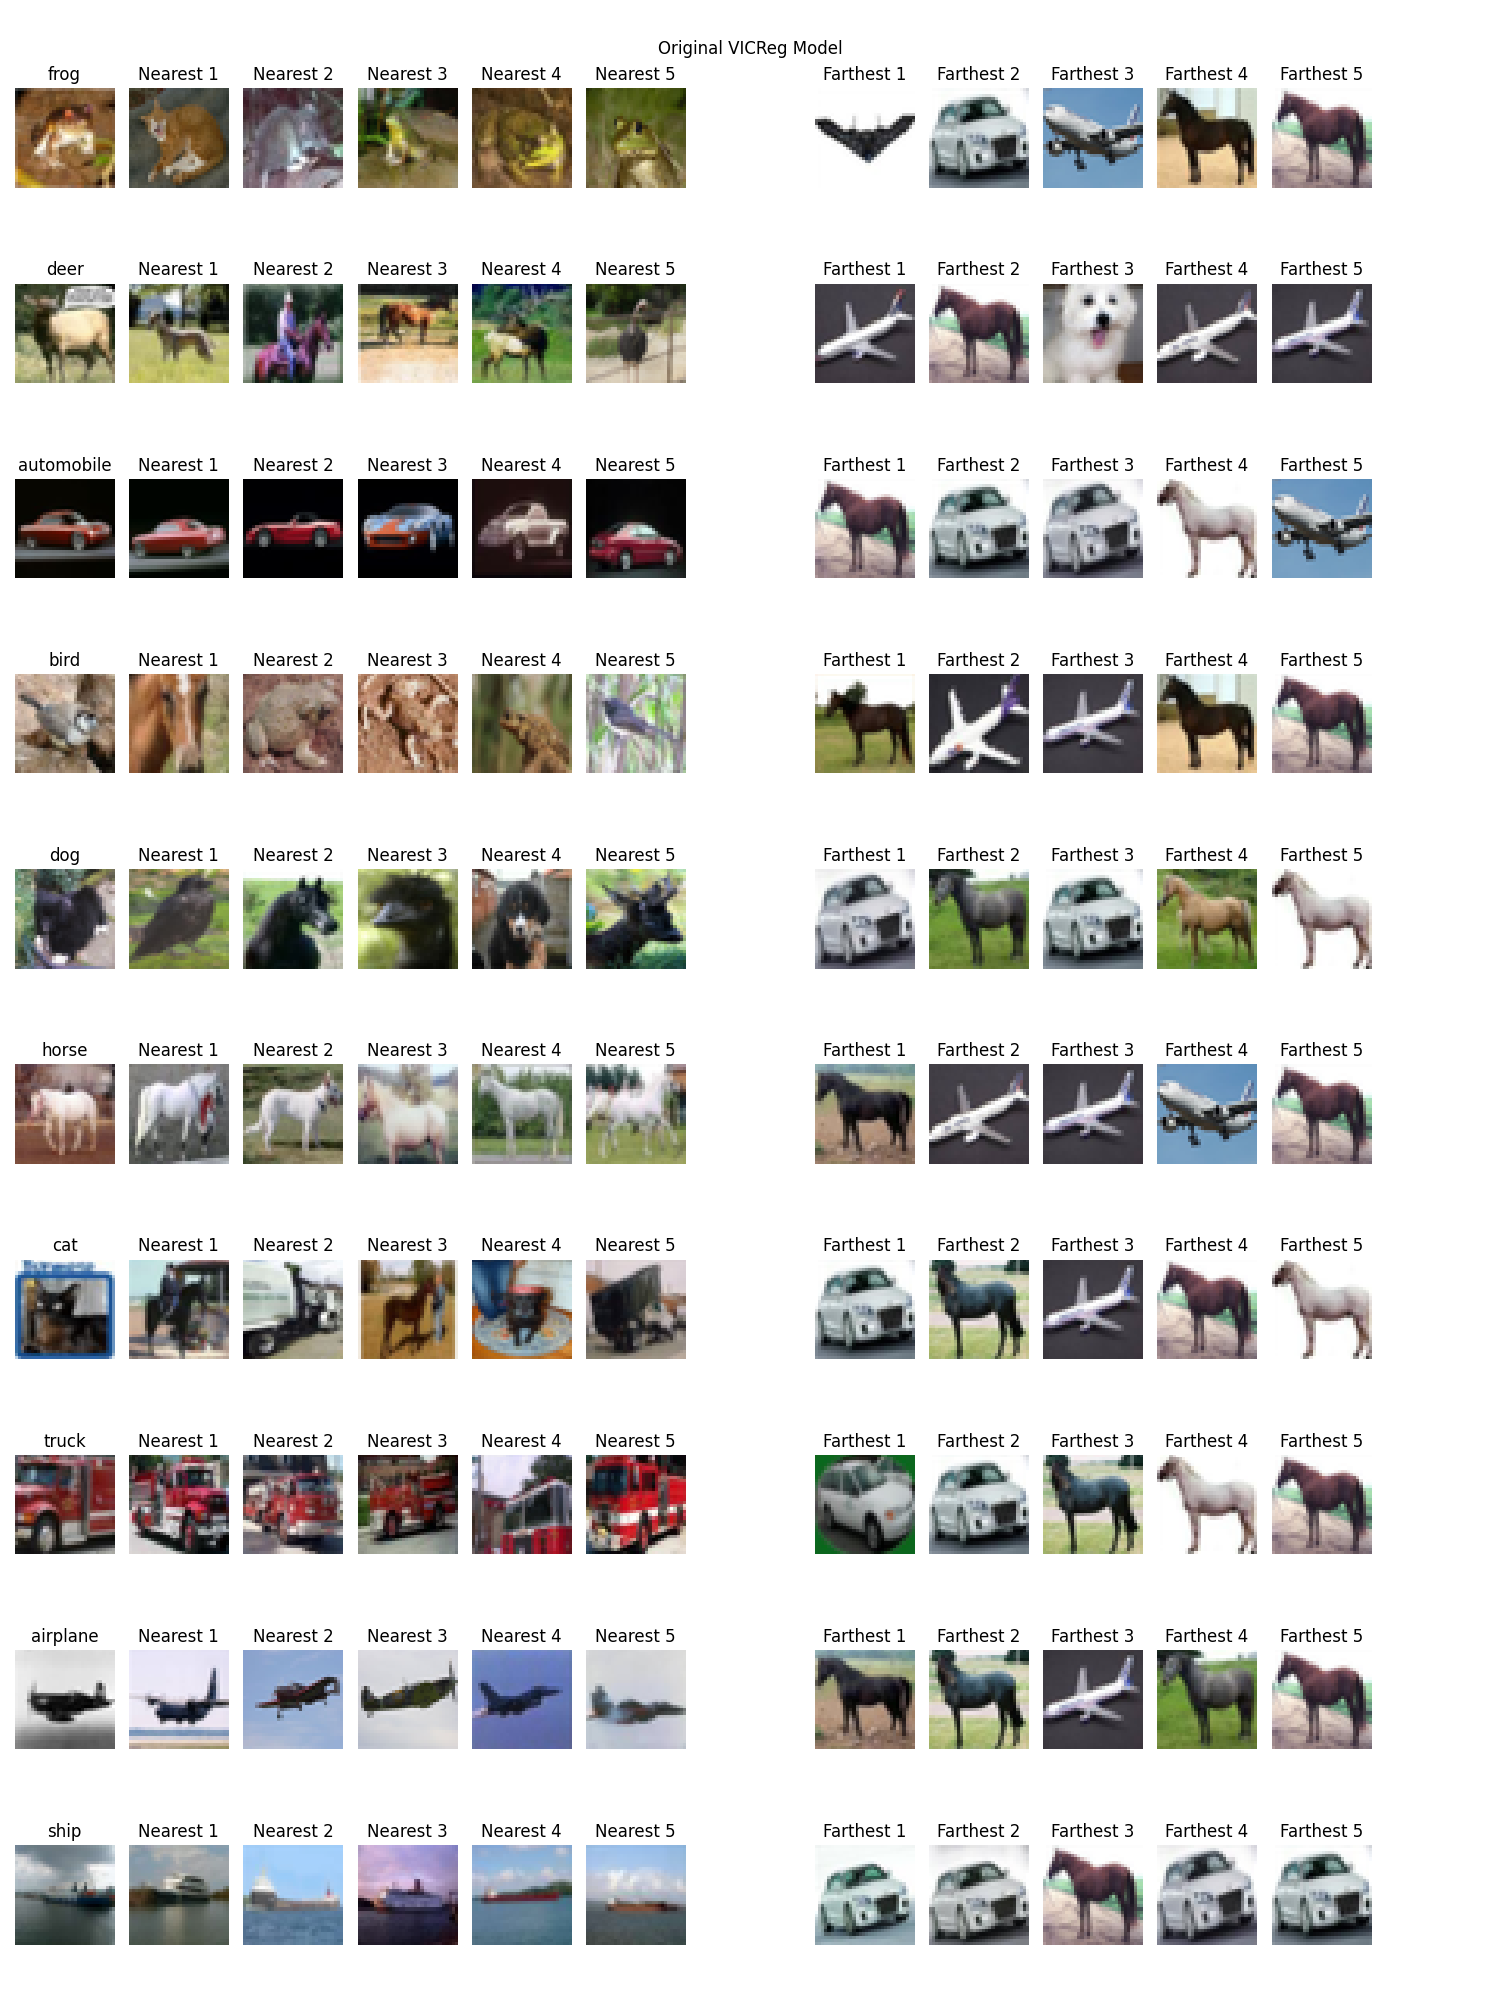 Original VICReg Model
frog Nearest 1 Nearest 2 Nearest 3 Nearest 4 Nearest 5 Farthest 1 Farthest 2 Farthest 3 Farthest 4 Farthest 5
deer Nearest 1 Nearest 2 Nearest 3 Nearest 4 Nearest 5 Farthest 1 Farthest 2 Farthest 3 Farthest 4 Farthest 5
automobile Nearest 1 Nearest 2 Nearest 3 Nearest 4 Nearest 5 Farthest 1 Farthest 2 Farthest 3 Farthest 4 Farthest 5
bird Nearest 1 Nearest 2 Nearest 3 Nearest 4 Nearest 5 Farthest 1 Farthest 2 Farthest 3 Farthest 4 Farthest 5
dog Nearest 1 Nearest 2 Nearest 3 Nearest 4 Nearest 5 Farthest 1 Farthest 2 Farthest 3 Farthest 4 Farthest 5
horse Nearest 1 Nearest 2 Nearest 3 Nearest 4 Nearest 5 Farthest 1 Farthest 2 Farthest 3 Farthest 4 Farthest 5
cat Nearest 1 Nearest 2 Nearest 3 Nearest 4 Nearest 5 Farthest 1 Farthest 2 Farthest 3 Farthest 4 Farthest 5
truck Nearest 1 Nearest 2 Nearest 3 Nearest 4 Nearest 5 Farthest 1 Farthest 2 Farthest 3 Farthest 4 Farthest 5
airplane Nearest 1 Nearest 2 Nearest 3 Nearest 4 Nearest 5 Farthest 1 Farthest 2 Farthest 3 Farthest 4 Farthest 5
ship Nearest 1 Nearest 2 Nearest 3 Nearest 4 Nearest 5 Farthest 1 Farthest 2 Farthest 3 Farthest 4 Farthest 5